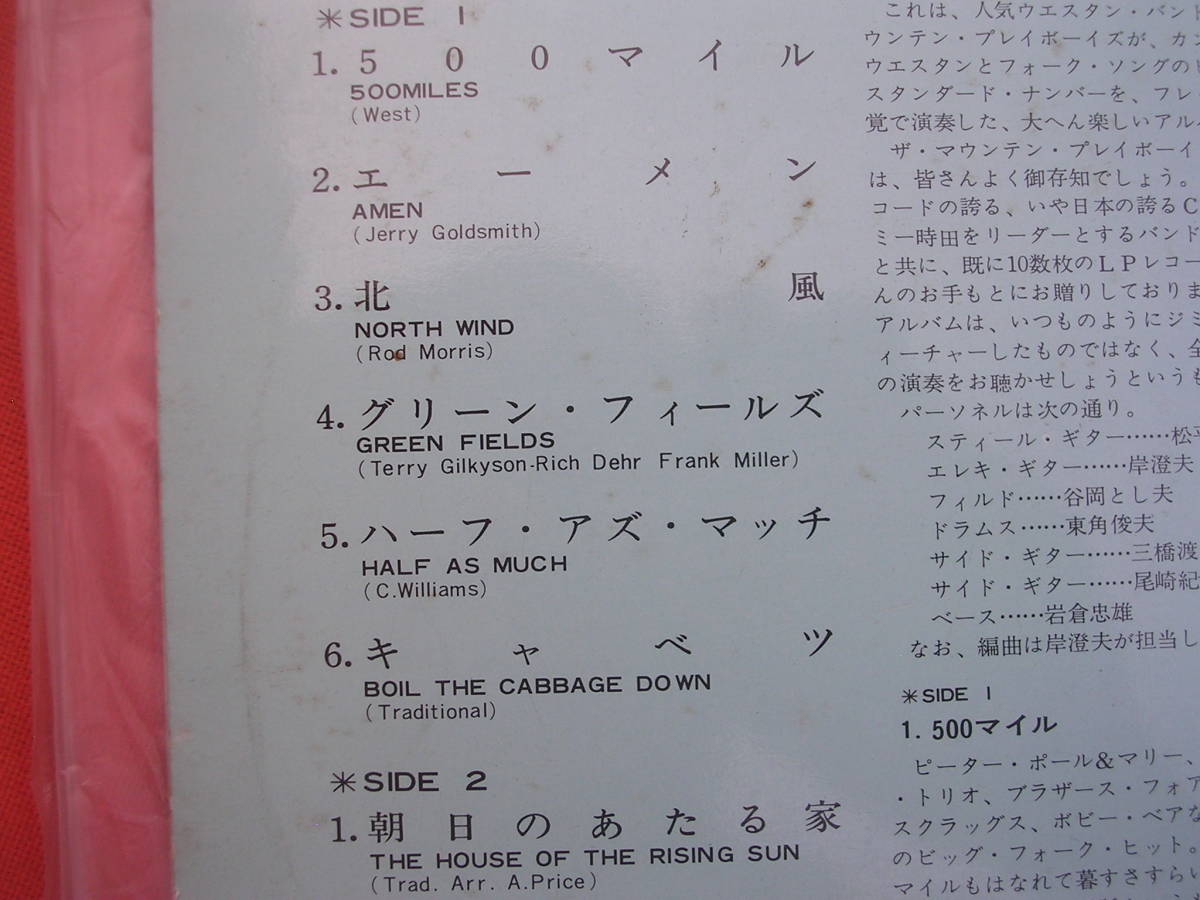 ＊SIDE 1
1. 500マイル
500MILES
(West)
2. エーメン
AMEN
(Jerry Goldsmith)
3. 北風
NORTH WIND
(Rod Morris)
4. グリーン・フィールズ
GREEN FIELDS
(Terry Gilkyson-Rich Dehr Frank Miller)
5. ハーフ・アズ・マッチ
HALF AS MUCH
(C.Williams)
6. キャベツ
BOIL THE CABBAGE DOWN
(Traditional)
＊SIDE 2
1. 朝日のあたる家
THE HOUSE OF THE RISING SUN
(Trad. Arr. A.Price)
これは、人気ウエスタン・バンド
ウンテン・プレイボーイズが、カン
ウエスタンとフォーク・ソングのヒ
スタンダード・ナンバーを、フレ
覚で演奏した、大へん楽しいアルバ
ザ・マウンテン・プレイボーイ
は、皆さんよく御存知でしょう。
コードの誇る、いや日本の誇るC
ミー時田をリーダーとするバンド
と共に、既に10数枚のLPレコー
んのお手もとにお贈りしておりま
アルバムは、いつものようにジミ
ィーチャーしたものではなく、全
の演奏をお聴かせしょうというも
パーソネルは次の通り。
スティール・ギター……松平
エレキ・ギター……岸澄夫
フィルド……谷岡とし夫
ドラムス……東角俊夫
サイド・ギター……三橋渡
サイド・ギター……尾崎紀
ベース……岩倉忠雄
なお、編曲は岸澄夫が担当し
＊SIDE 1
1. 500マイル
ピーター・ポール&マリー、
・トリオ、ブラザース・フォア
スクラッグス、ボビー・ベアな
のビッグ・フォーク・ヒット。
マイルもはなれて暮すさすらい